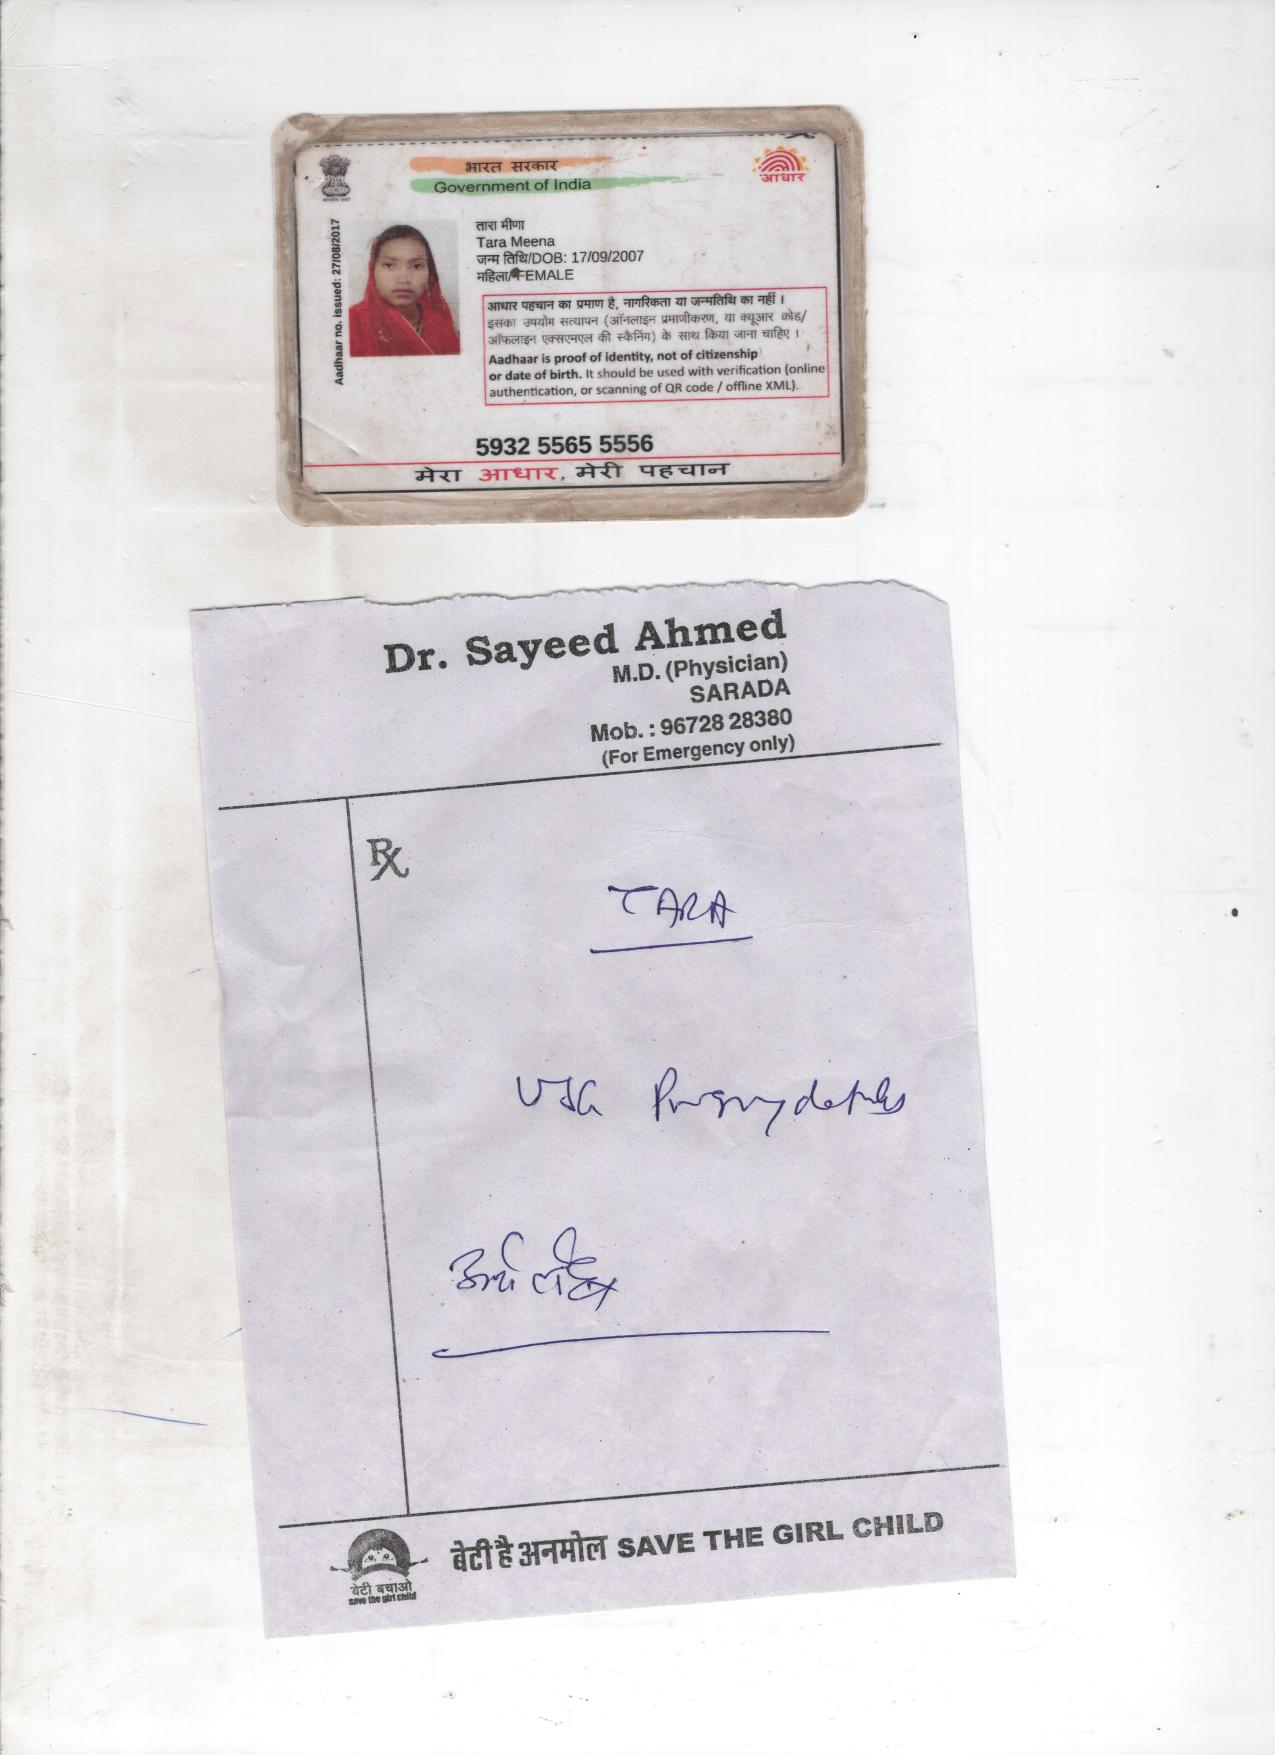 भारत सरकार
Government of India
आधार
Aadhaar no. issued: 27/08/2017
तारा मीणा
Tara Meena
जन्म तिथि/DOB: 17/09/2007
महिला/FEMALE
आधार पहचान का प्रमाण है, नागरिकता या जन्मतिथि का नहीं ।
इसका उपयोग सत्यापन (ऑनलाइन प्रमाणीकरण, या क्यूआर कोड/
ऑफलाइन एक्सएमएल की स्कैनिंग) के साथ किया जाना चाहिए ।
Aadhaar is proof of identity, not of citizenship
or date of birth. It should be used with verification (online
authentication, or scanning of QR code / offline XML).
5932 5565 5556
मेरा आधार, मेरी पहचान
Dr. Sayeed Ahmed
M.D. (Physician)
SARADA
Mob. : 96728 28380
(For Emergency only)
Rx
TARA
USG
बेटी है अनमोल SAVE THE GIRL CHILD
बेटी बचाओ
save the girl child